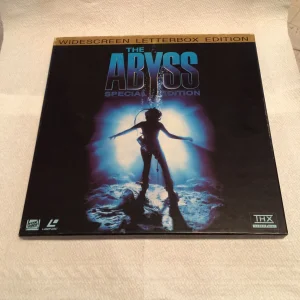 WIDESCREEN LETTERBOX EDITION
THE
ABYSS
SPECIAL EDITION
THX